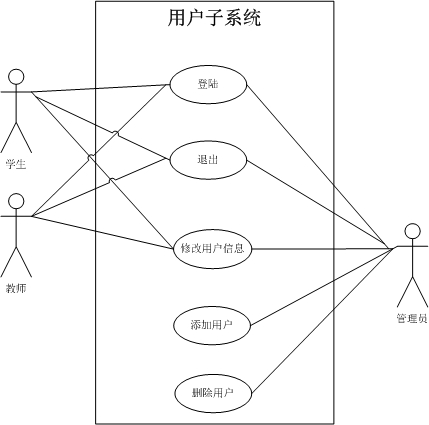 用户子系统
登陆
学生
退出
修改用户信息
教师
管理员
添加用户
删除用户